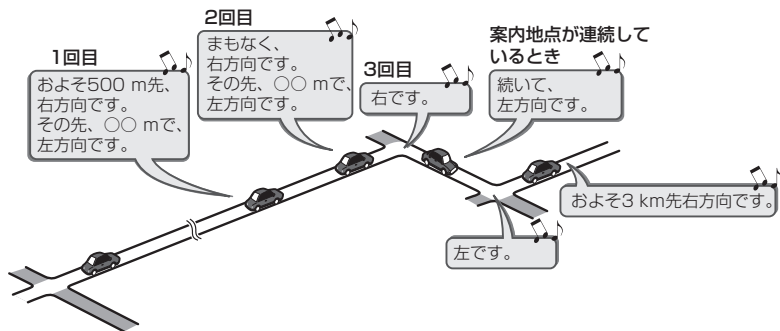 1回目
およそ500 m先、
右方向です。
その先、○○ mで、
左方向です。
2回目
まもなく、
右方向です。
その先、○○ mで、
左方向です。
3回目
右です。
案内地点が連続して
いるとき
続いて、
左方向です。
左です。
およそ3 km先右方向です。